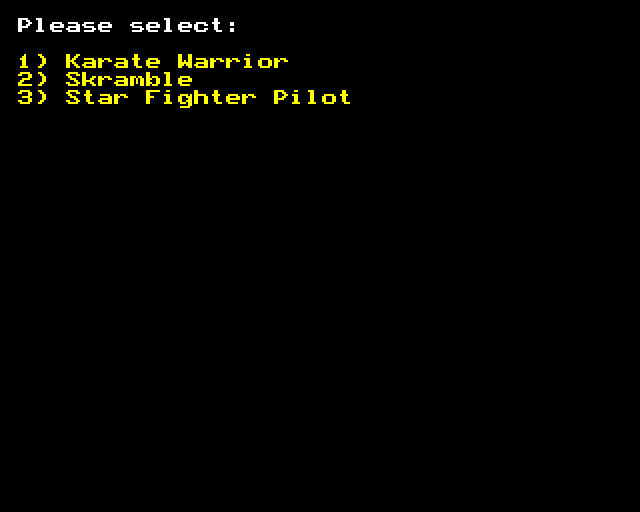 Please select:
1) Karate Warrior
2) Skramble
3) Star Fighter Pilot